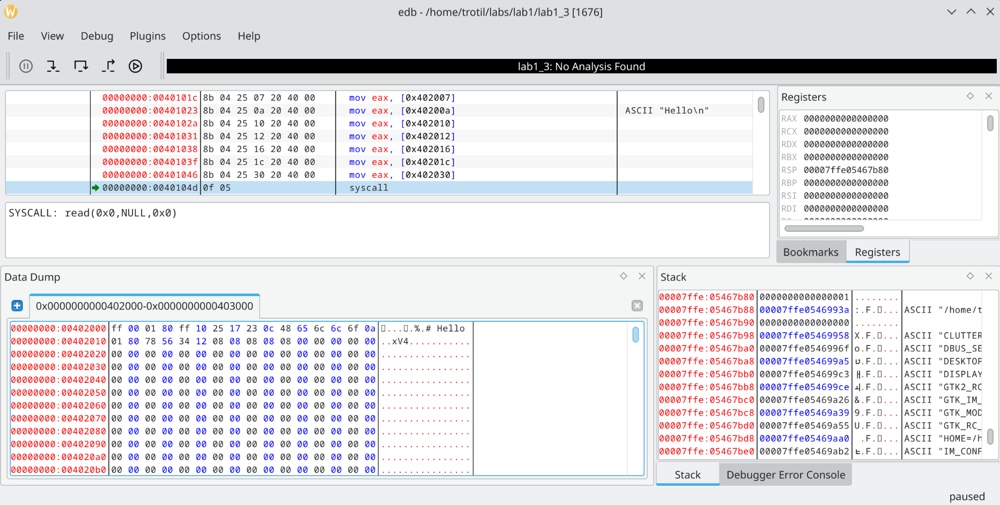 edb - /home/trotil/labs/lab1/lab1_3 [1676]
File View Debug Plugins Options Help
lab1_3: No Analysis Found
00000000:0040101c 8b 04 25 07 20 40 00 mov eax, [0x402007]
00000000:00401023 8b 04 25 0a 20 40 00 mov eax, [0x40200a] ASCII "Hello\n"
00000000:0040102a 8b 04 25 10 20 40 00 mov eax, [0x402010]
00000000:00401031 8b 04 25 12 20 40 00 mov eax, [0x402012]
00000000:00401038 8b 04 25 16 20 40 00 mov eax, [0x402016]
00000000:0040103f 8b 04 25 1c 20 40 00 mov eax, [0x40201c]
00000000:00401046 8b 04 25 30 20 40 00 mov eax, [0x402030]
00000000:0040104d 0f 05 syscall
SYSCALL: read(0x0,NULL,0x0)
Registers
RAX 0000000000000000
RCX 0000000000000000
RDX 0000000000000000
RBX 0000000000000000
RSP 00007ffe05467b80
RBP 0000000000000000
RSI 0000000000000000
RDI 0000000000000000
Bookmarks Registers
Data Dump
0x0000000000402000-0x0000000000403000
00000000:00402000 ff 00 01 80 ff 10 25 17 23 0c 48 65 6c 6c 6f 0a ▯...▯.%.# Hello
00000000:00402010 01 80 78 56 34 12 08 08 08 08 08 00 00 00 00 00 ..xV4...........
00000000:00402020 00 00 00 00 00 00 00 00 00 00 00 00 00 00 00 00 ................
00000000:00402030 00 00 00 00 00 00 00 00 00 00 00 00 00 00 00 00 ................
00000000:00402040 00 00 00 00 00 00 00 00 00 00 00 00 00 00 00 00 ................
00000000:00402050 00 00 00 00 00 00 00 00 00 00 00 00 00 00 00 00 ................
00000000:00402060 00 00 00 00 00 00 00 00 00 00 00 00 00 00 00 00 ................
00000000:00402070 00 00 00 00 00 00 00 00 00 00 00 00 00 00 00 00 ................
00000000:00402080 00 00 00 00 00 00 00 00 00 00 00 00 00 00 00 00 ................
00000000:00402090 00 00 00 00 00 00 00 00 00 00 00 00 00 00 00 00 ................
00000000:004020a0 00 00 00 00 00 00 00 00 00 00 00 00 00 00 00 00 ................
00000000:004020b0 00 00 00 00 00 00 00 00 00 00 00 00 00 00 00 00 ................
Stack
00007ffe:05467b80 0000000000000001 ........
00007ffe:05467b88 00007ffe0546993a :.F.▯... ASCII "/home/t
00007ffe:05467b90 0000000000000000 ........
00007ffe:05467b98 00007ffe05469958 X.F.▯... ASCII "CLUTTER
00007ffe:05467ba0 00007ffe0546996f o.F.▯... ASCII "DBUS_SE
00007ffe:05467ba8 00007ffe054699a5 .F.▯... ASCII "DESKTOP
00007ffe:05467bb0 00007ffe054699c3 .F.▯... ASCII "DISPLAY
00007ffe:05467bb8 00007ffe054699ce .F.▯... ASCII "GTK2_RC
00007ffe:05467bc0 00007ffe05469a26 &.F.▯... ASCII "GTK_IM_
00007ffe:05467bc8 00007ffe05469a39 9.F.▯... ASCII "GTK_MOD
00007ffe:05467bd0 00007ffe05469a55 U.F.▯... ASCII "GTK_RC_
00007ffe:05467bd8 00007ffe05469aa0 .F.▯... ASCII "HOME=/h
00007ffe:05467be0 00007ffe05469ab2 .F.▯... ASCII "IM_CONF
Stack Debugger Error Console
paused